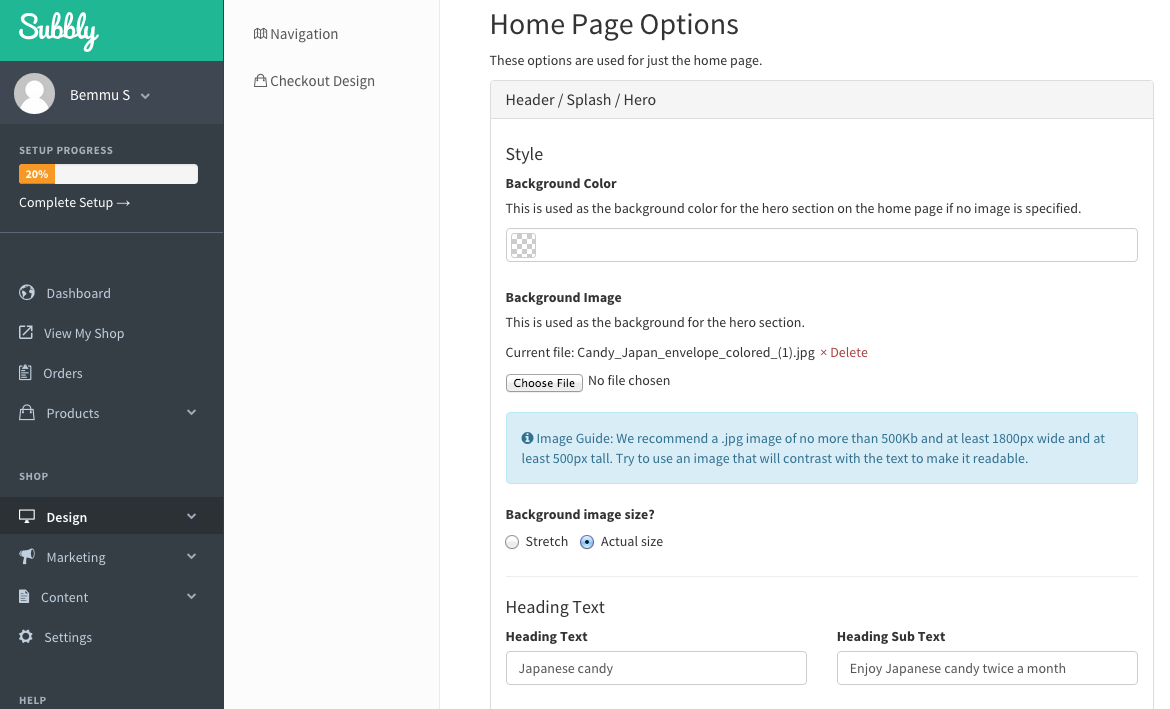 Subbly
Bemmu S
SETUP PROGRESS
20%
Complete Setup →
Dashboard
View My Shop
Orders
Products
SHOP
Design
Marketing
Content
Settings
HELP
Navigation
Checkout Design
Home Page Options
These options are used for just the home page.
Header / Splash / Hero
Style
Background Color
This is used as the background color for the hero section on the home page if no image is specified.
Background Image
This is used as the background for the hero section.
Current file: Candy_Japan_envelope_colored_(1).jpg × Delete
Choose File No file chosen
Image Guide: We recommend a .jpg image of no more than 500Kb and at least 1800px wide and at
least 500px tall. Try to use an image that will contrast with the text to make it readable.
Background image size?
Stretch Actual size
Heading Text
Heading Text Heading Sub Text
Japanese candy Enjoy Japanese candy twice a month